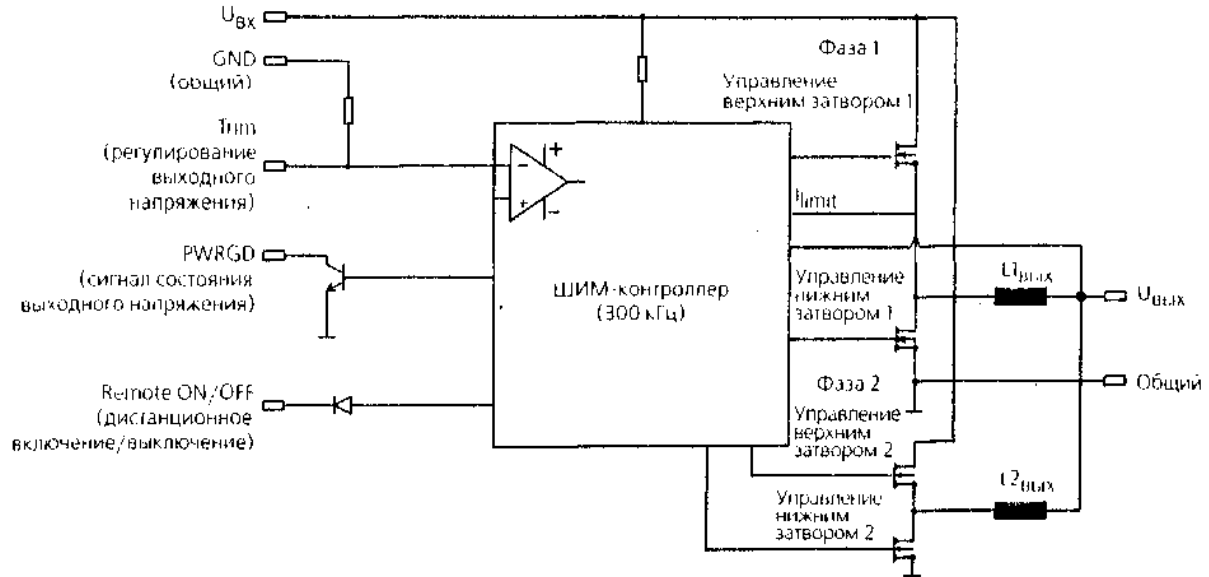 U_ВХ
GND
(общий)
Trim
(регулирование
выходного
напряжения)
PWRGD
(сигнал состояния
выходного напряжения)
Remote ON/OFF
(дистанционное
включение/выключение)
ШИМ-контроллер
(300 кГц)
Фаза 1
Управление
верхним затвором 1
I_limit
Управление
нижним
затвором 1
L1_ВЫХ
U_ВЫХ
Общий
Фаза 2
Управление
верхним
затвором 2
L2_ВЫХ
Управление
нижним
затвором 2